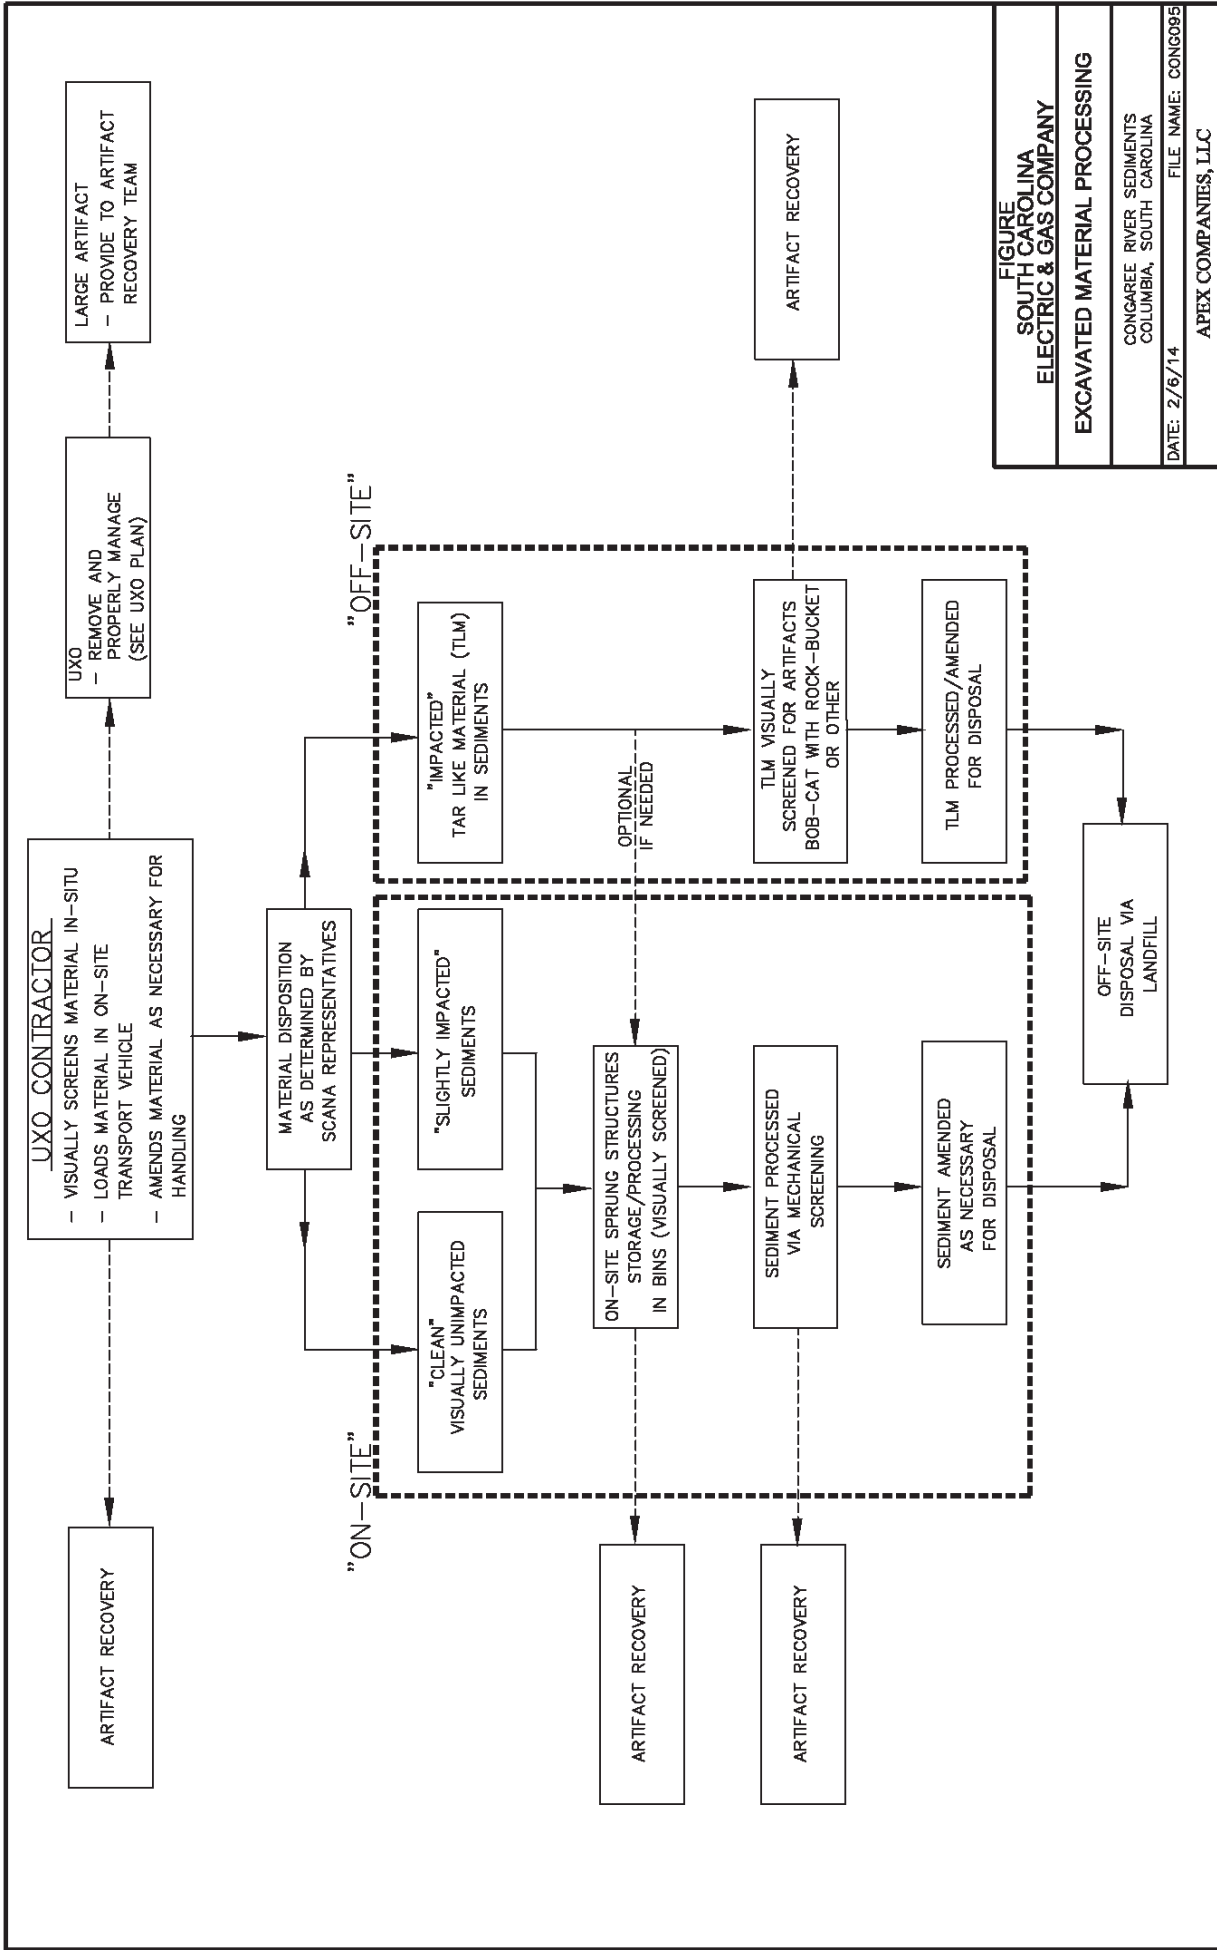 UXO CONTRACTOR
- VISUALLY SCREENS MATERIAL IN-SITU
- LOADS MATERIAL IN ON-SITE
TRANSPORT VEHICLE
- AMENDS MATERIAL AS NECESSARY FOR
HANDLING
ARTIFACT RECOVERY
UXO
- REMOVE AND
PROPERLY MANAGE
(SEE UXO PLAN)
LARGE ARTIFACT
- PROVIDE TO ARTIFACT
RECOVERY TEAM
MATERIAL DISPOSITION
AS DETERMINED BY
SCANA REPRESENTATIVES
"ON-SITE"
"OFF-SITE"
"CLEAN"
VISUALLY UNIMPACTED
SEDIMENTS
"SLIGHTLY IMPACTED"
SEDIMENTS
"IMPACTED"
TAR LIKE MATERIAL (TLM)
IN SEDIMENTS
OPTIONAL
IF NEEDED
ARTIFACT RECOVERY
ON-SITE SPRUNG STRUCTURES
STORAGE/PROCESSING
IN BINS (VISUALLY SCREENED)
ARTIFACT RECOVERY
SEDIMENT PROCESSED
VIA MECHANICAL
SCREENING
TLM VISUALLY
SCREENED FOR ARTIFACTS
BOB-CAT WITH ROCK-BUCKET
OR OTHER
ARTIFACT RECOVERY
SEDIMENT AMENDED
AS NECESSARY
FOR DISPOSAL
TLM PROCESSED/AMENDED
FOR DISPOSAL
OFF-SITE
DISPOSAL VIA
LANDFILL
FIGURE
SOUTH CAROLINA
ELECTRIC & GAS COMPANY
EXCAVATED MATERIAL PROCESSING
CONGAREE RIVER SEDIMENTS
COLUMBIA, SOUTH CAROLINA
DATE: 2/6/14 FILE NAME: CONG095
APEX COMPANIES, LLC